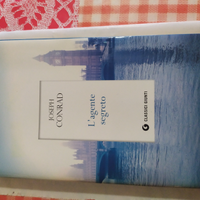 JOSEPH
CONRAD
L'agente
segreto
CLASSICI GIUNTI